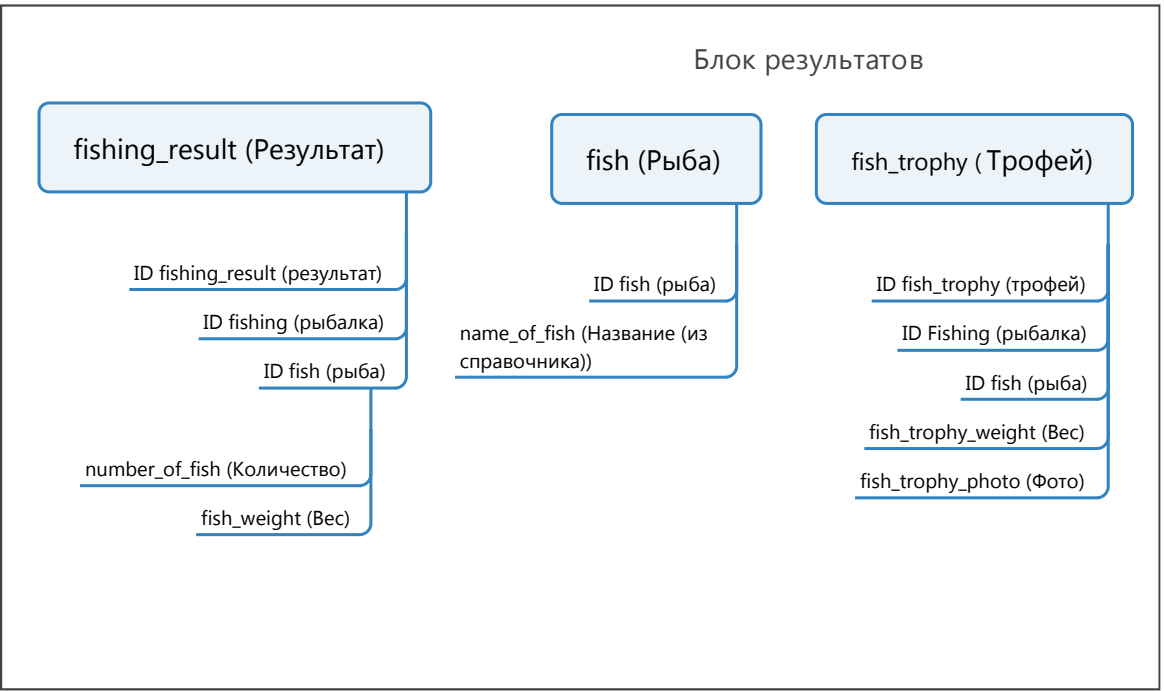 Блок результатов
fishing_result (Результат)
ID fishing_result (результат)
ID fishing (рыбалка)
ID fish (рыба)
number_of_fish (Количество)
fish_weight (Вес)
fish (Рыба)
ID fish (рыба)
name_of_fish (Название (из
справочника))
fish_trophy ( Трофей)
ID fish_trophy (трофей)
ID Fishing (рыбалка)
ID fish (рыба)
fish_trophy_weight (Вес)
fish_trophy_photo (Фото)